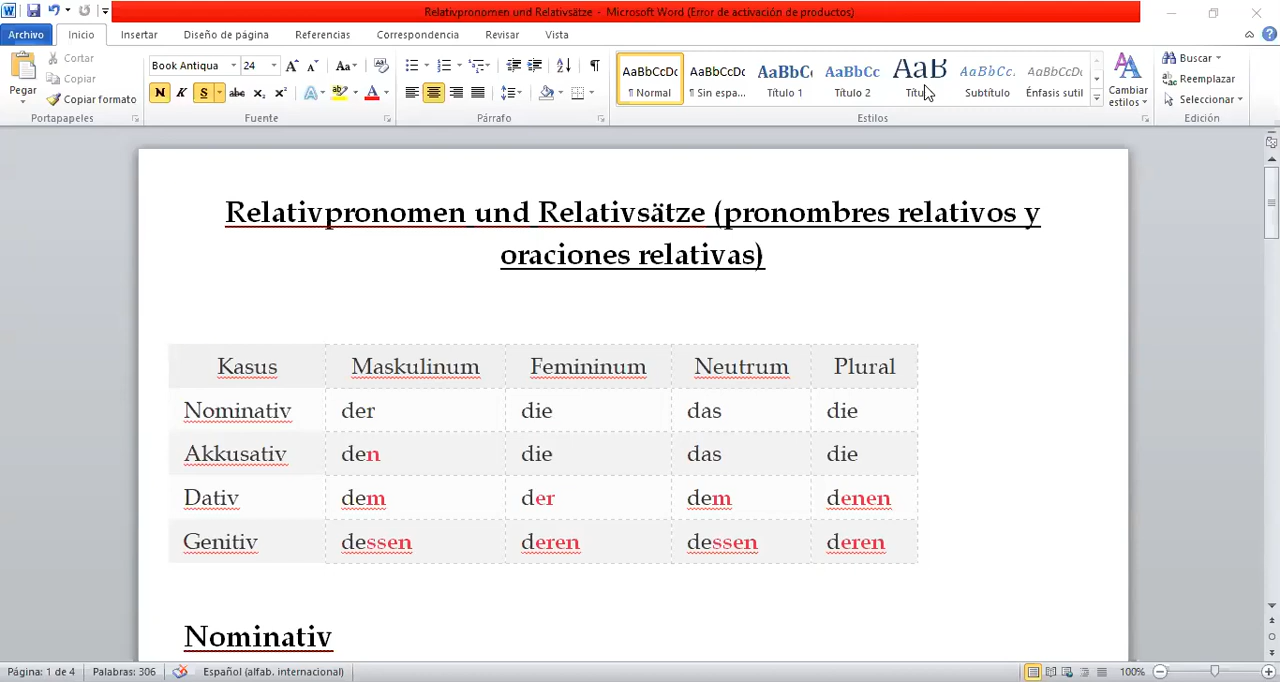 Relativpronomen und Relativsätze - Microsoft Word (Error de activación de productos)
Archivo Inicio Insertar Diseño de página Referencias Correspondencia Revisar Vista
Pegar
Cortar
Copiar
Copiar formato
Portapapeles
Book Antiqua 24
N K S abc x₂ x²
Fuente
Párrafo
AaBbCcDc AaBbCcDc AaBbC AaBbCc AaB AaBbCc. AaBbCcDc
¶ Normal ¶ Sin espa... Título 1 Título 2 Subtítulo Énfasis sutil
Estilos
Cambiar estilos
Buscar
Reemplazar
Seleccionar
Edición
Relativpronomen und Relativsätze (pronombres relativos y
oraciones relativas)
Kasus Maskulinum Femininum Neutrum Plural
Nominativ der die das die
Akkusativ den die das die
Dativ dem der dem denen
Genitiv dessen deren dessen deren
Nominativ
Página: 1 de 4 Palabras: 306 Español (alfab. internacional) 100%